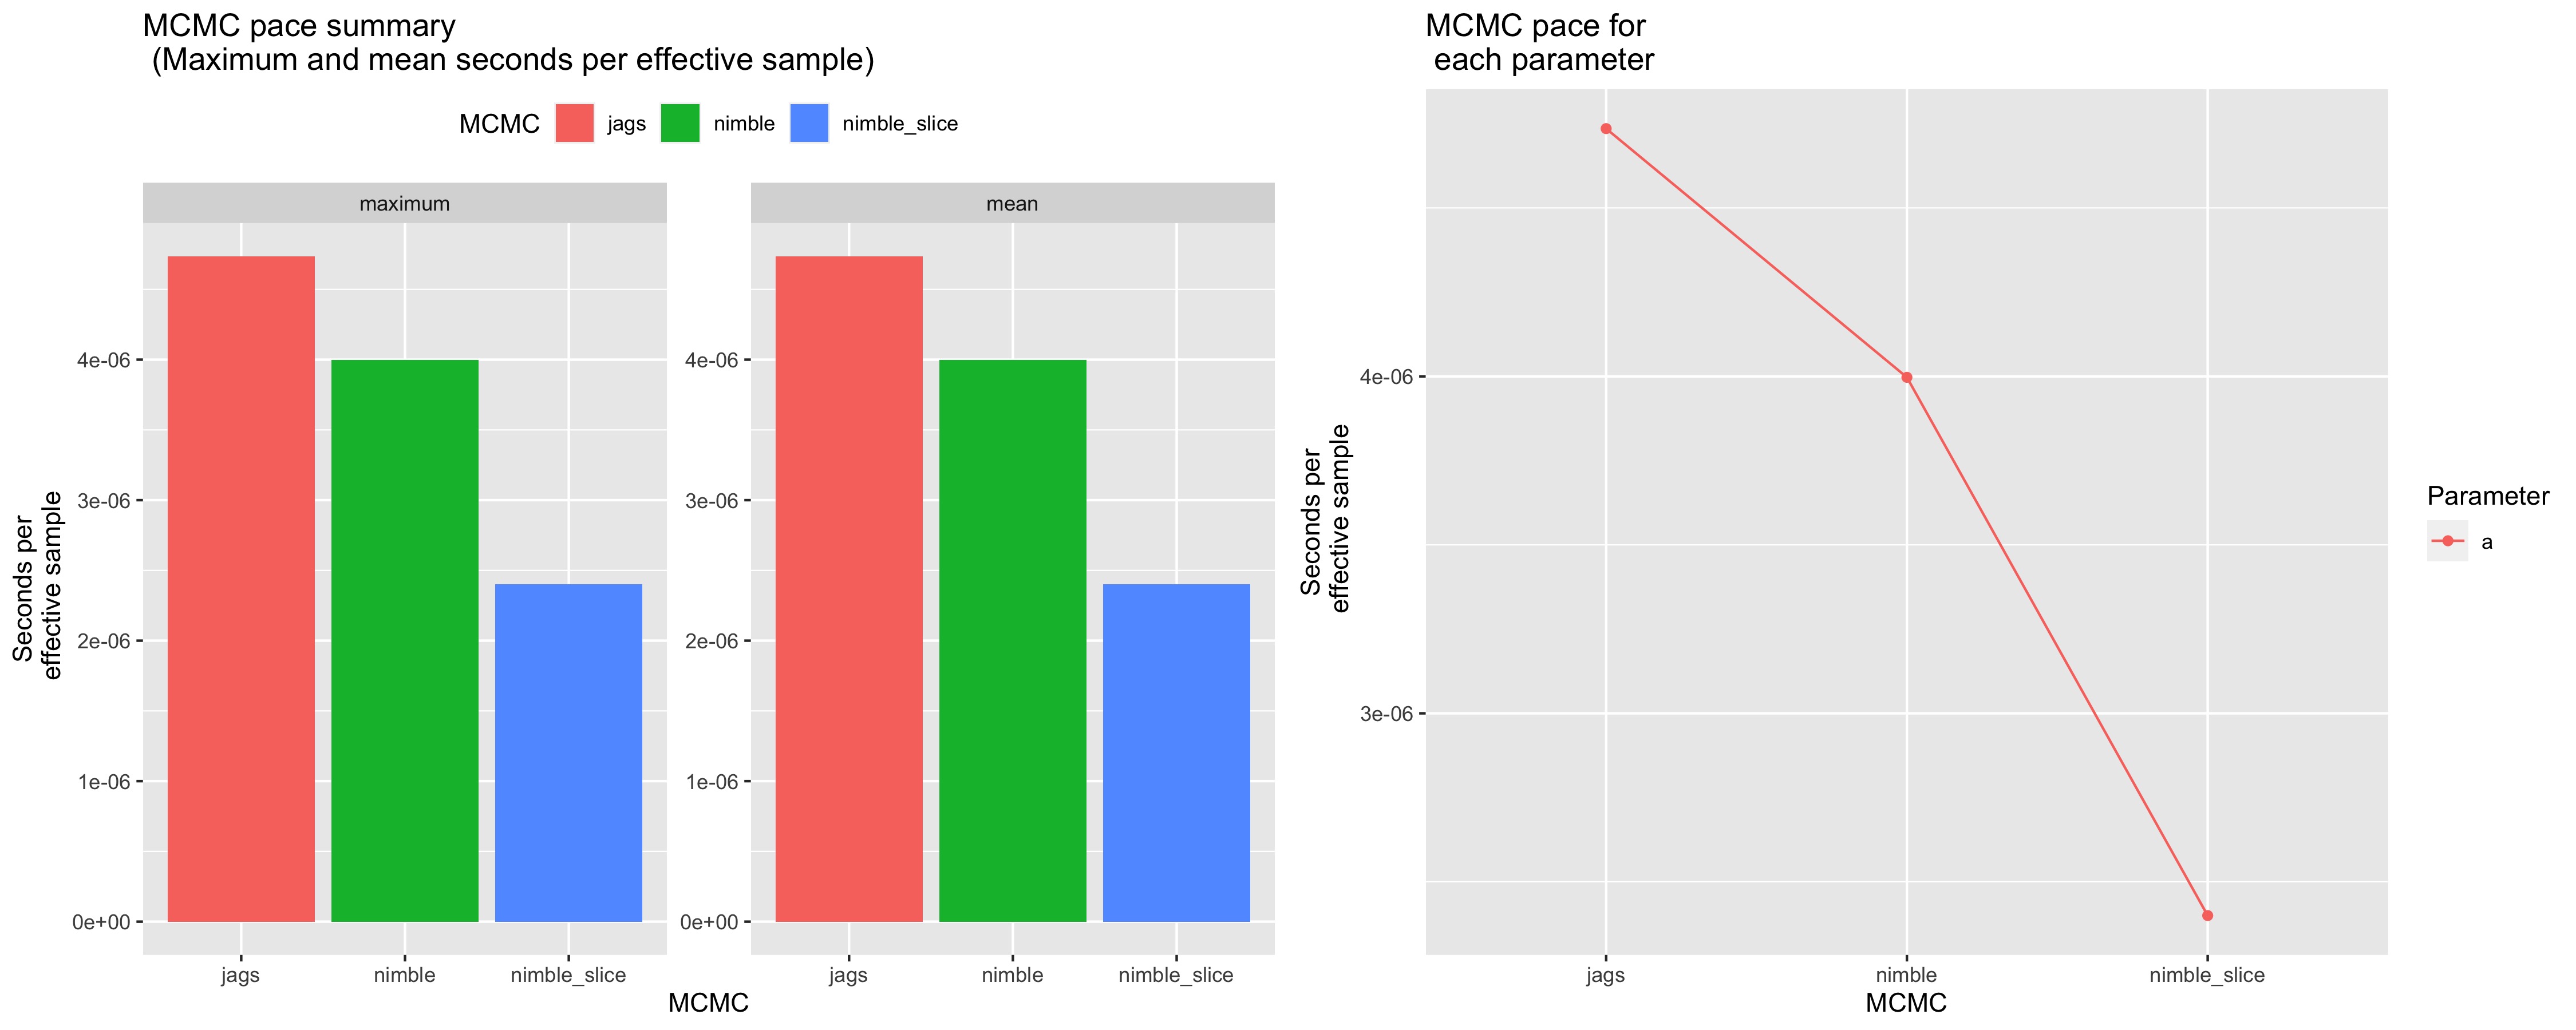 MCMC pace summary
(Maximum and mean seconds per effective sample)
MCMC jags nimble nimble_slice
maximum
mean
Seconds per
effective sample
4e-06
3e-06
2e-06
1e-06
0e+00
4e-06
3e-06
2e-06
1e-06
0e+00
jags nimble nimble_slice
jags nimble nimble_slice
MCMC
MCMC pace for
each parameter
Seconds per
effective sample
4e-06
3e-06
jags nimble nimble_slice
MCMC
Parameter
a